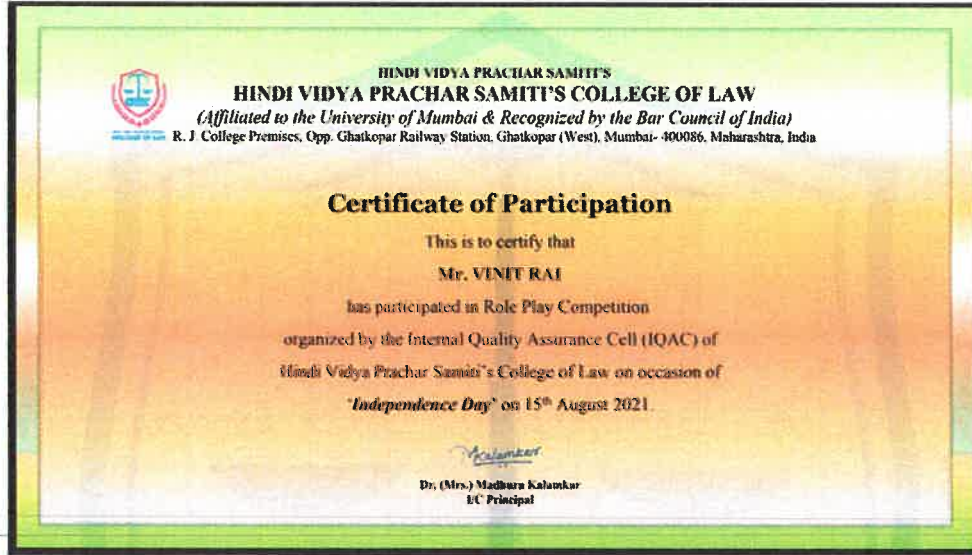 HINDI VIDYA PRACHAR SAMITI'S
HINDI VIDYA PRACHAR SAMITI'S COLLEGE OF LAW
(Affiliated to the University of Mumbai & Recognized by the Bar Council of India)
R. J. College Premises, Opp. Ghatkopar Railway Station, Ghatkopar (West), Mumbai- 400086, Maharashtra, India
COLLEGE OF LAW
Certificate of Participation
This is to certify that
Mr. VINIT RAI
has participated in Role Play Competition
organized by the Internal Quality Assurance Cell (IQAC) of
Hindi Vidya Prachar Samiti's College of Law on occasion of
'Independence Day' on 15th August 2021.
Kalamkar
Dr. (Mrs.) Madhura Kalamkar
I/C Principal